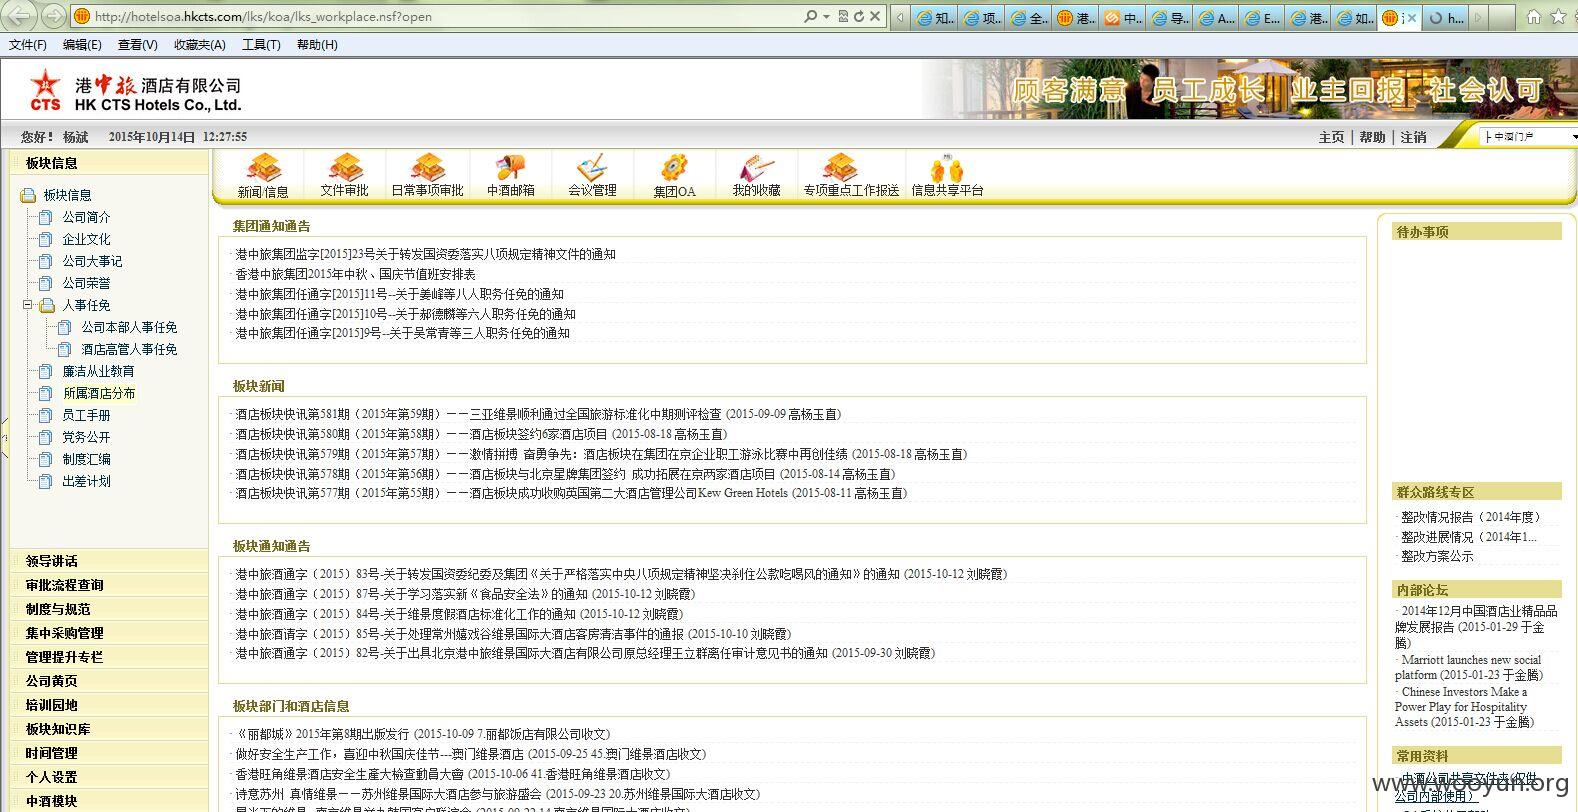 http://hotelsoa.hkcts.com/lks/koa/lks_workplace.nsf?open
知...
项...
全...
港...
中...
导...
A...
E...
港...
如...
h...
文件(F) 编辑(E) 查看(V) 收藏夹(A) 工具(T) 帮助(H)
CTS
港中旅酒店有限公司
HK CTS Hotels Co., Ltd.
顾客满意 员工成长 业主回报 社会认可
您好！ 杨斌 2015年10月14日 12:27:55
主页 | 帮助 | 注销
├中酒门户
板块信息
板块信息
公司简介
企业文化
公司大事记
公司荣誉
人事任免
公司本部人事任免
酒店高管人事任免
廉洁从业教育
所属酒店分布
员工手册
党务公开
制度汇编
出差计划
领导讲话
审批流程查询
制度与规范
集中采购管理
管理提升专栏
公司黄页
培训园地
板块知识库
时间管理
个人设置
中酒模块
新闻/信息
文件审批
日常事项审批
中酒邮箱
会议管理
集团OA
我的收藏
专项重点工作报送
信息共享平台
集团通知通告
· 港中旅集团监字[2015]23号关于转发国资委落实八项规定精神文件的通知
· 香港中旅集团2015年中秋、国庆节值班安排表
· 港中旅集团任通字[2015]11号--关于姜峰等八人职务任免的通知
· 港中旅集团任通字[2015]10号--关于郝德麟等六人职务任免的通知
· 港中旅集团任通字[2015]9号--关于吴常青等三人职务任免的通知
板块新闻
· 酒店板块快讯第581期（2015年第59期）－－三亚维景顺利通过全国旅游标准化中期测评检查 (2015-09-09 高杨玉直)
· 酒店板块快讯第580期（2015年第58期）－－酒店板块签约6家酒店项目 (2015-08-18 高杨玉直)
· 酒店板块快讯第579期（2015年第57期）－－激情拼搏 奋勇争先：酒店板块在集团在京企业职工游泳比赛中再创佳绩 (2015-08-18 高杨玉直)
· 酒店板块快讯第578期（2015年第56期）－－酒店板块与北京星牌集团签约 成功拓展在京两家酒店项目 (2015-08-14 高杨玉直)
· 酒店板块快讯第577期（2015年第55期）－－酒店板块成功收购英国第二大酒店管理公司Kew Green Hotels (2015-08-11 高杨玉直)
板块通知通告
· 港中旅酒通字（2015）83号-关于转发国资委纪委及集团《关于严格落实中央八项规定精神坚决刹住公款吃喝风的通知》的通知 (2015-10-12 刘晓霞)
· 港中旅酒通字（2015）87号-关于学习落实新《食品安全法》的通知 (2015-10-12 刘晓霞)
· 港中旅酒通字（2015）84号-关于维景度假酒店标准化工作的通知 (2015-10-12 刘晓霞)
· 港中旅酒请字（2015）85号-关于处理常州嬉戏谷维景国际大酒店客房清洁事件的通报 (2015-10-10 刘晓霞)
· 港中旅酒通字（2015）82号-关于出具北京港中旅维景国际大酒店有限公司原总经理王立群离任审计意见书的通知 (2015-09-30 刘晓霞)
板块部门和酒店信息
· 《丽都城》2015年第8期出版发行 (2015-10-09 7.丽都饭店有限公司收文)
· 做好安全生产工作，喜迎中秋国庆佳节---澳门维景酒店 (2015-09-25 45.澳门维景酒店收文)
· 香港旺角維景酒店安全生產大檢查動員大會 (2015-10-06 41.香港旺角维景酒店收文)
· 诗意苏州 真情维景－－苏州维景国际大酒店参与旅游盛会 (2015-09-23 20.苏州维景国际大酒店收文)
待办事项
群众路线专区
· 整改情况报告（2014年度）
· 整改进展情况（2014年1...
· 整改方案公示
内部论坛
· 2014年12月中国酒店业精品品
牌发展报告 (2015-01-29 于金
腾)
· Marriott launches new social
platform (2015-01-23 于金腾)
· Chinese Investors Make a
Power Play for Hospitality
Assets (2015-01-23 于金腾)
常用资料
· 中酒公司共享文件夹(仅供
公司内部使用)
www.wooyun.org